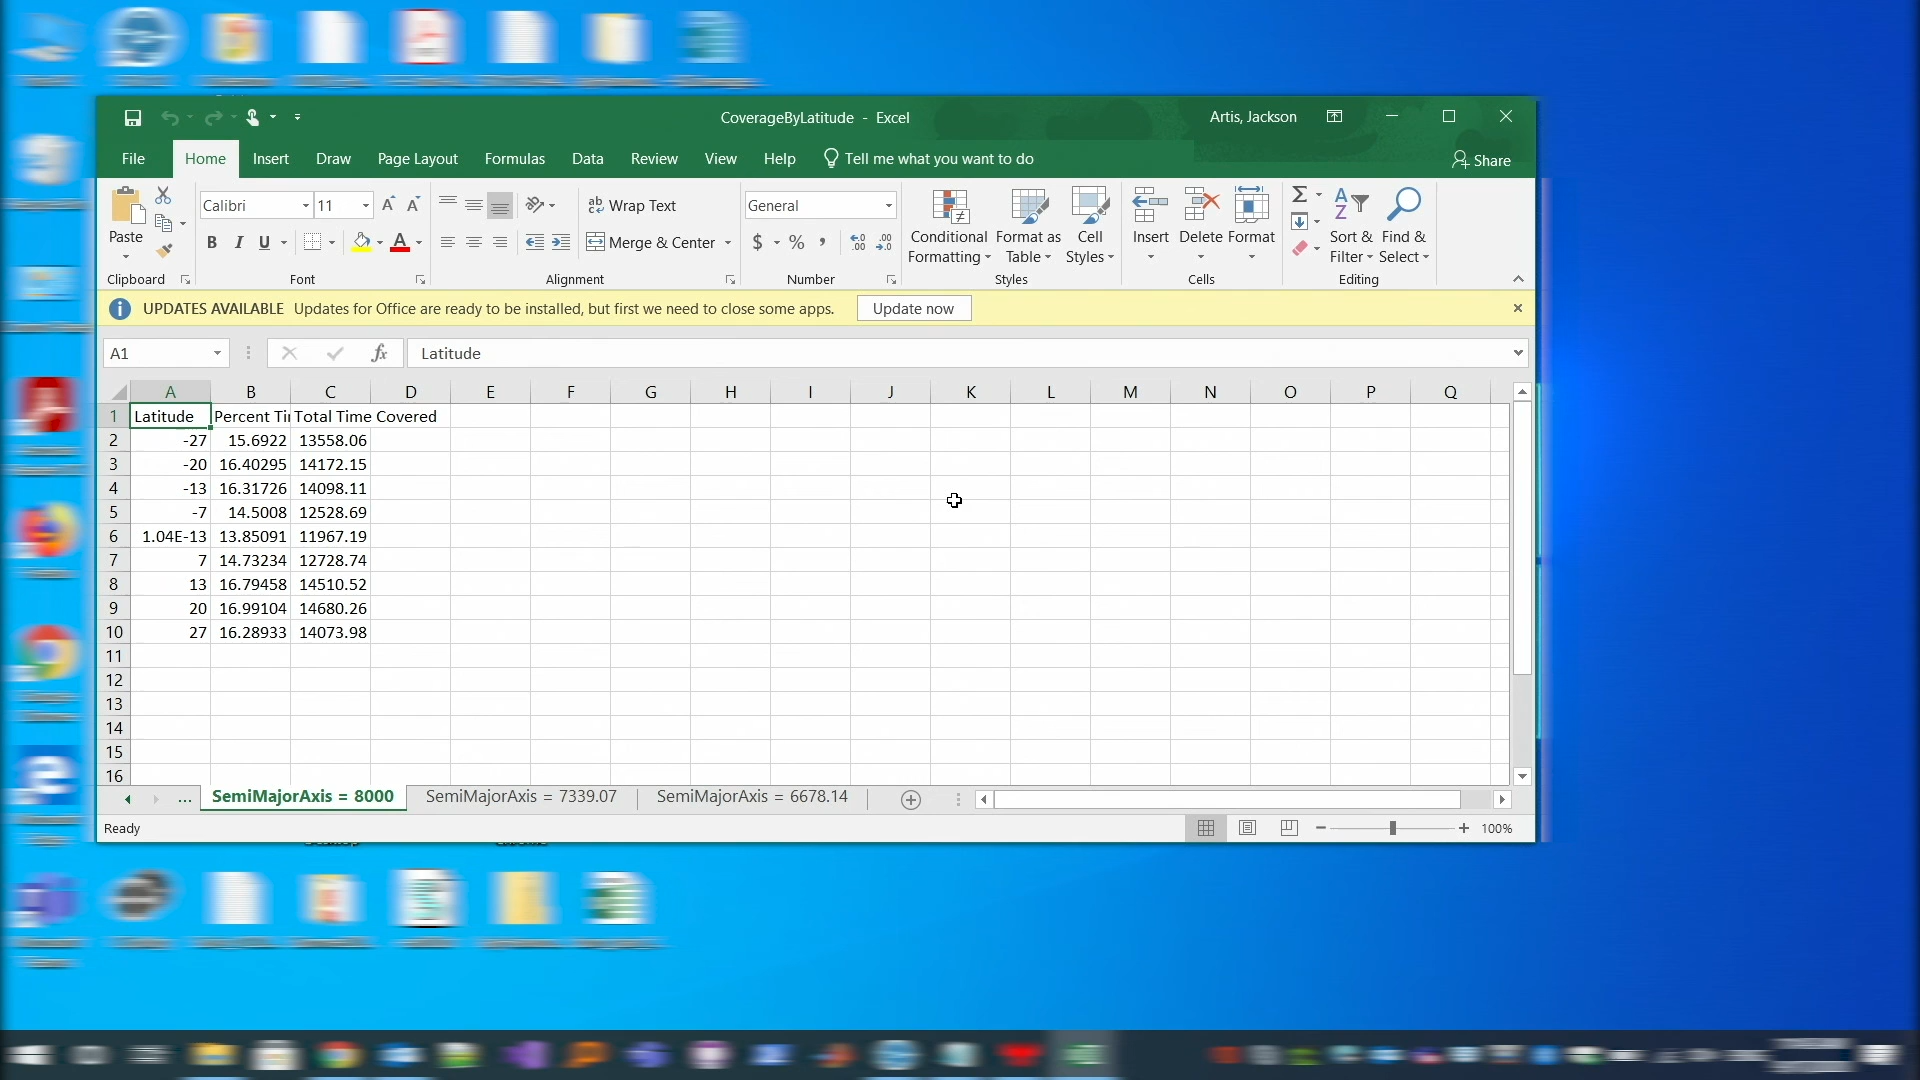 CoverageByLatitude - Excel
Artis, Jackson
File Home Insert Draw Page Layout Formulas Data Review View Help Tell me what you want to do
Share
Paste
Clipboard
Calibri 11
B I U
Font
Wrap Text
Merge & Center
Alignment
General
$ % ,
Number
Conditional Formatting
Format as Table
Cell Styles
Styles
Insert Delete Format
Cells
Sort & Filter
Find & Select
Editing
UPDATES AVAILABLE Updates for Office are ready to be installed, but first we need to close some apps. Update now
A1 fx Latitude
A B C D E F G H I J K L M N O P Q
1 Latitude Percent Tir Total Time Covered
2 -27 15.6922 13558.06
3 -20 16.40295 14172.15
4 -13 16.31726 14098.11
5 -7 14.5008 12528.69
6 1.04E-13 13.85091 11967.19
7 7 14.73234 12728.74
8 13 16.79458 14510.52
9 20 16.99104 14680.26
10 27 16.28933 14073.98
11
12
13
14
15
16
... SemiMajorAxis = 8000 SemiMajorAxis = 7339.07 SemiMajorAxis = 6678.14
Ready
100%